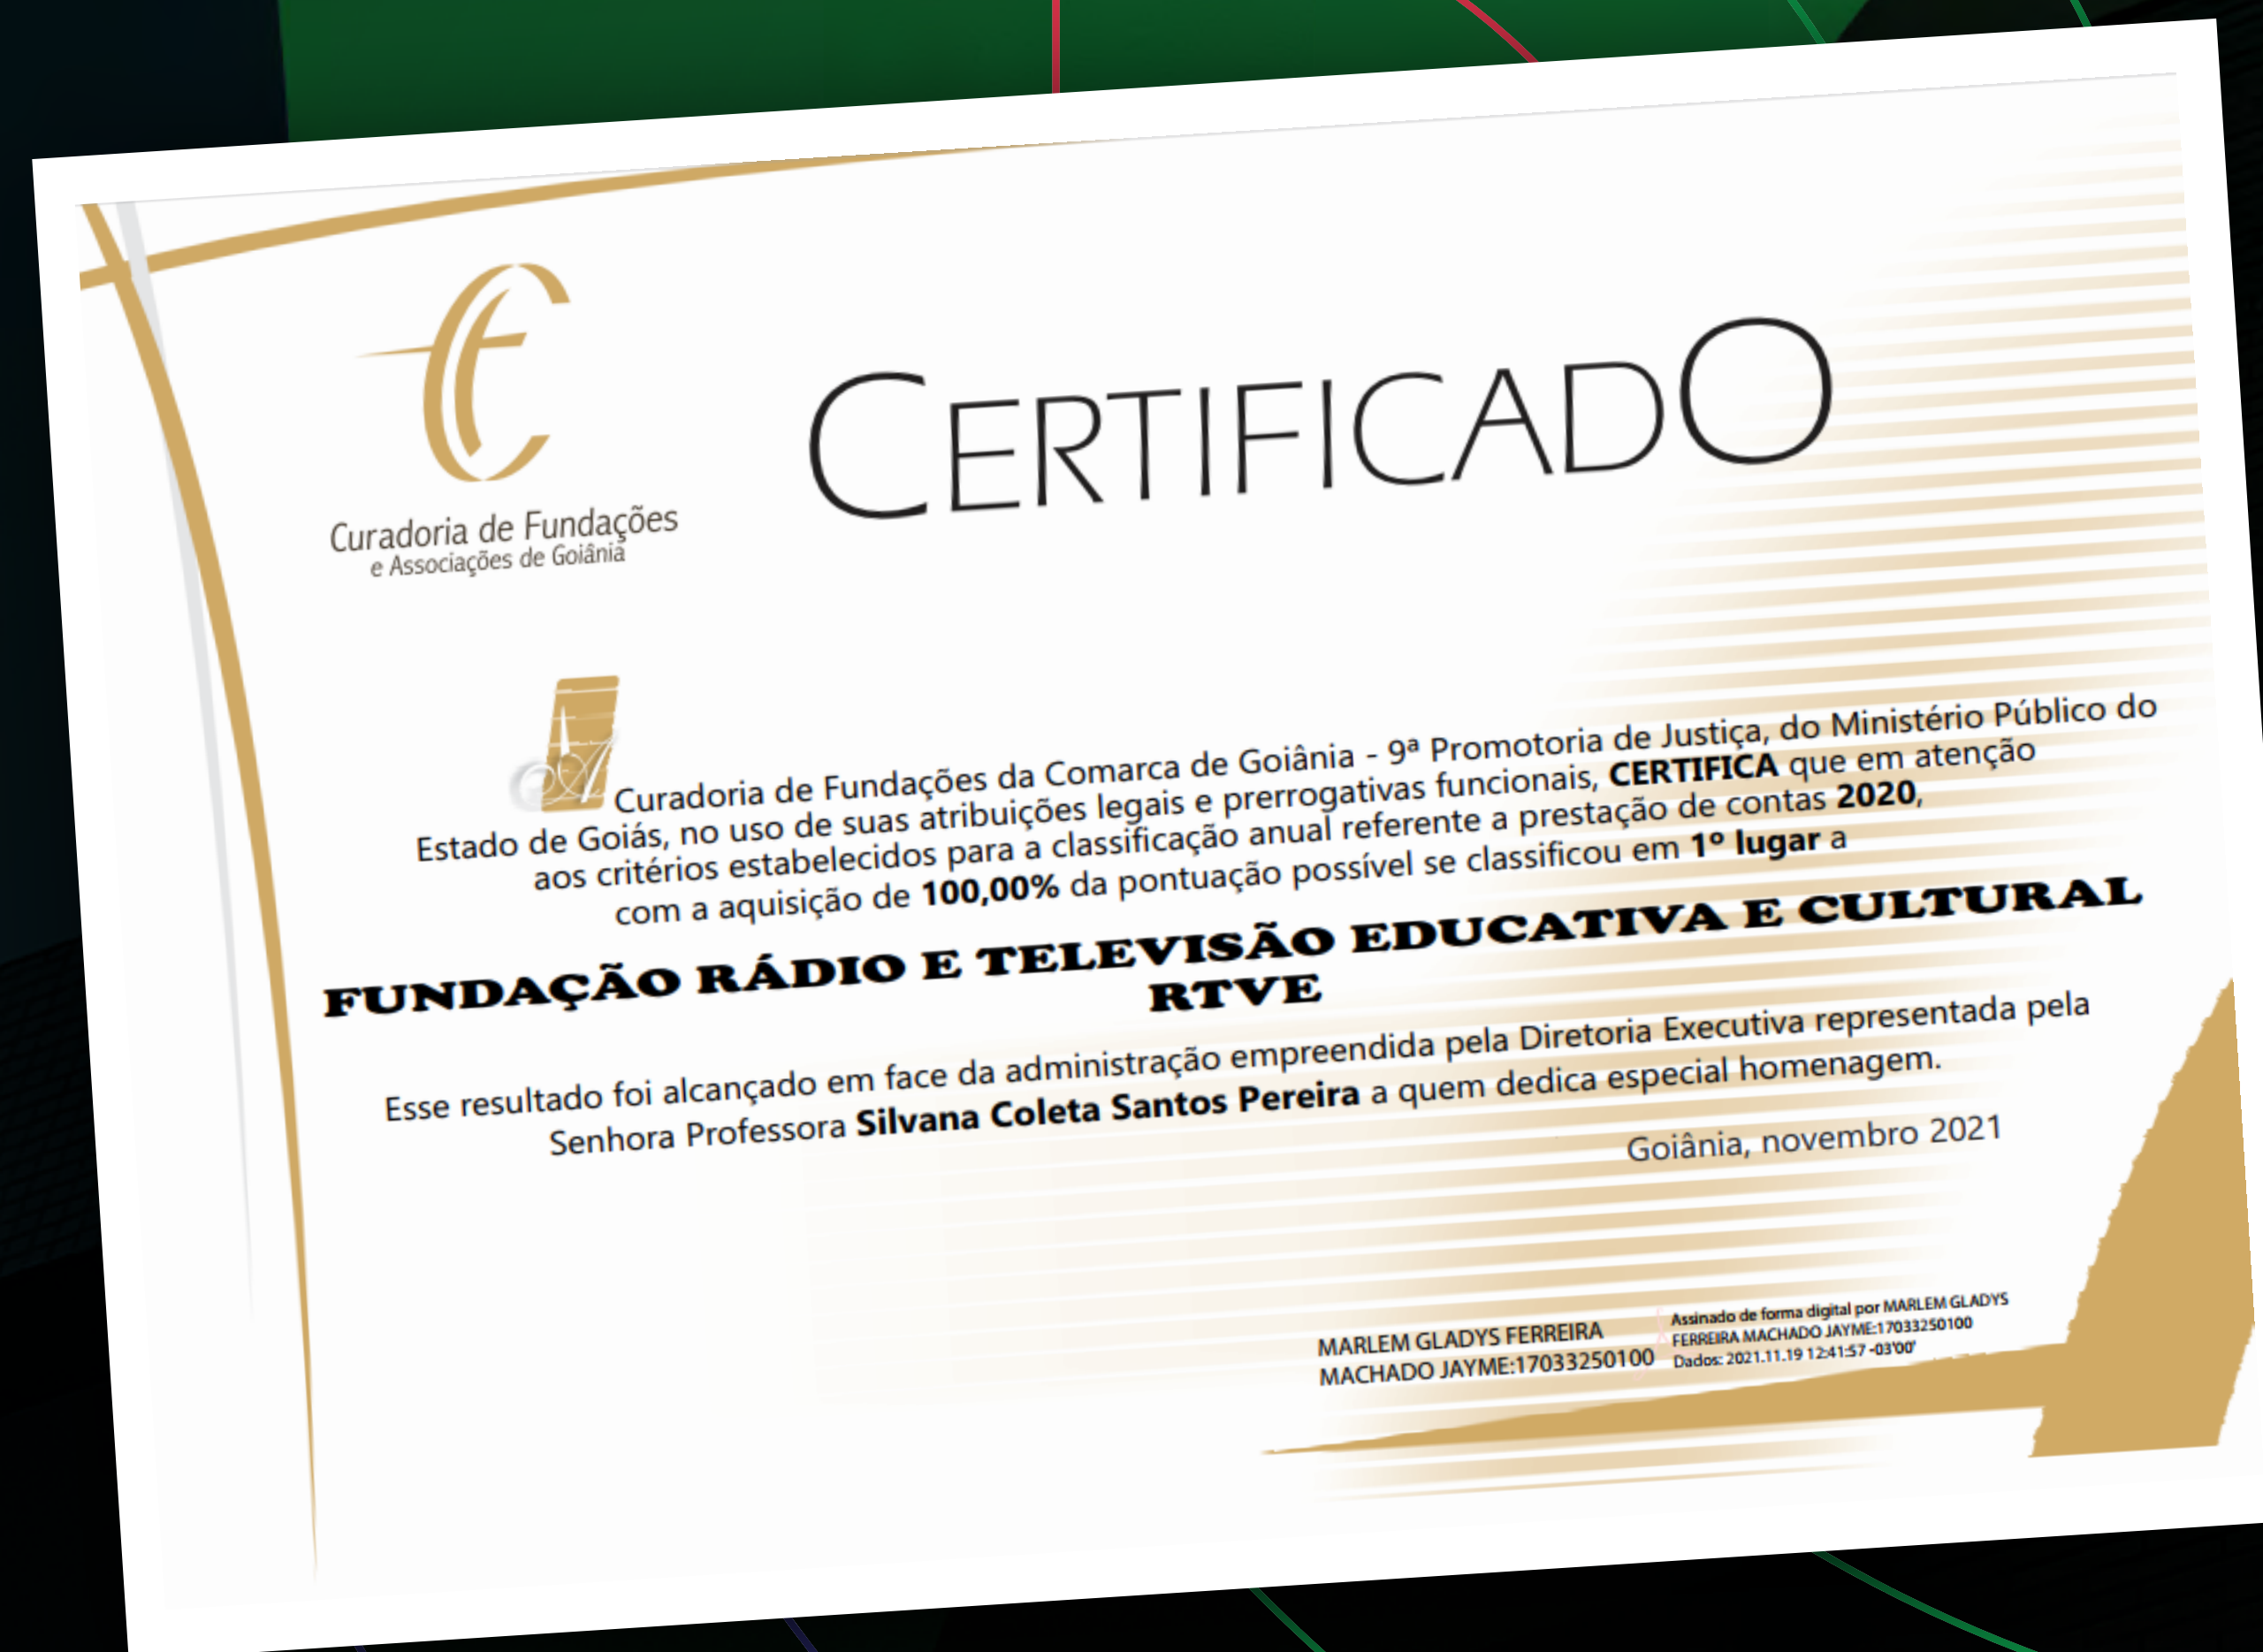 Curadoria de Fundações
e Associações de Goiânia
CERTIFICADO
A Curadoria de Fundações da Comarca de Goiânia - 9ª Promotoria de Justiça, do Ministério Público do
Estado de Goiás, no uso de suas atribuições legais e prerrogativas funcionais, CERTIFICA que em atenção
aos critérios estabelecidos para a classificação anual referente a prestação de contas 2020,
com a aquisição de 100,00% da pontuação possível se classificou em 1º lugar a
FUNDAÇÃO RÁDIO E TELEVISÃO EDUCATIVA E CULTURAL
RTVE
Esse resultado foi alcançado em face da administração empreendida pela Diretoria Executiva representada pela
Senhora Professora Silvana Coleta Santos Pereira a quem dedica especial homenagem.
Goiânia, novembro 2021
MARLEM GLADYS FERREIRA
MACHADO JAYME:17033250100
Assinado de forma digital por MARLEM GLADYS
FERREIRA MACHADO JAYME:17033250100
Dados: 2021.11.19 12:41:57 -03'00'